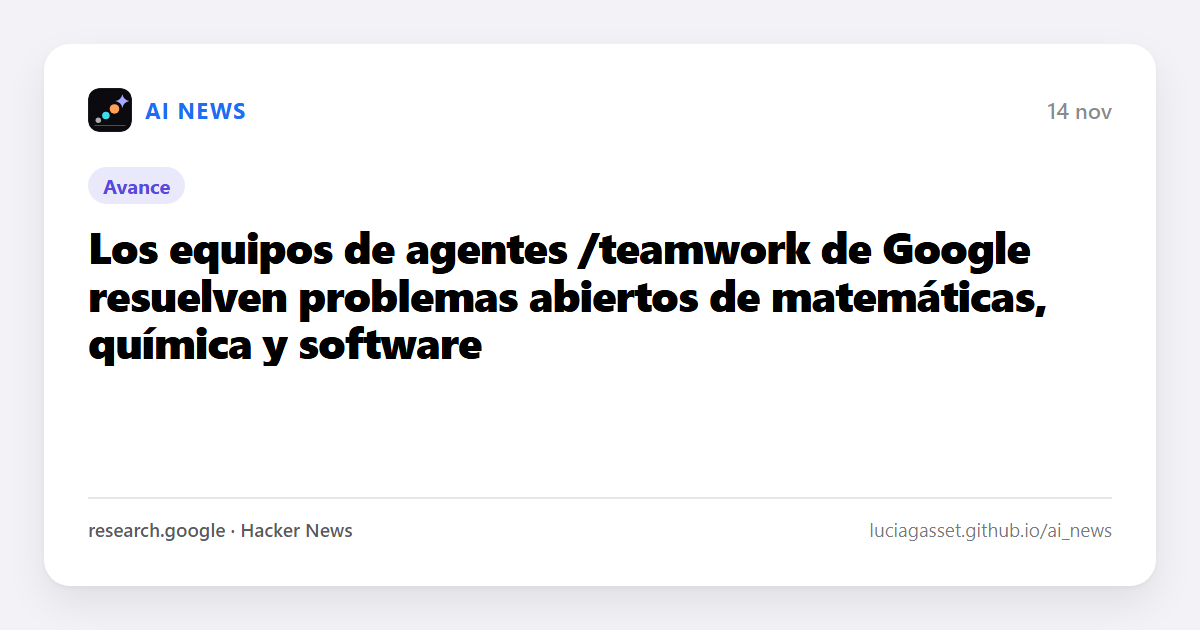 AI NEWS
14 nov
Avance
Los equipos de agentes /teamwork de Google
resuelven problemas abiertos de matemáticas,
química y software
research.google · Hacker News
luciagasset.github.io/ai_news